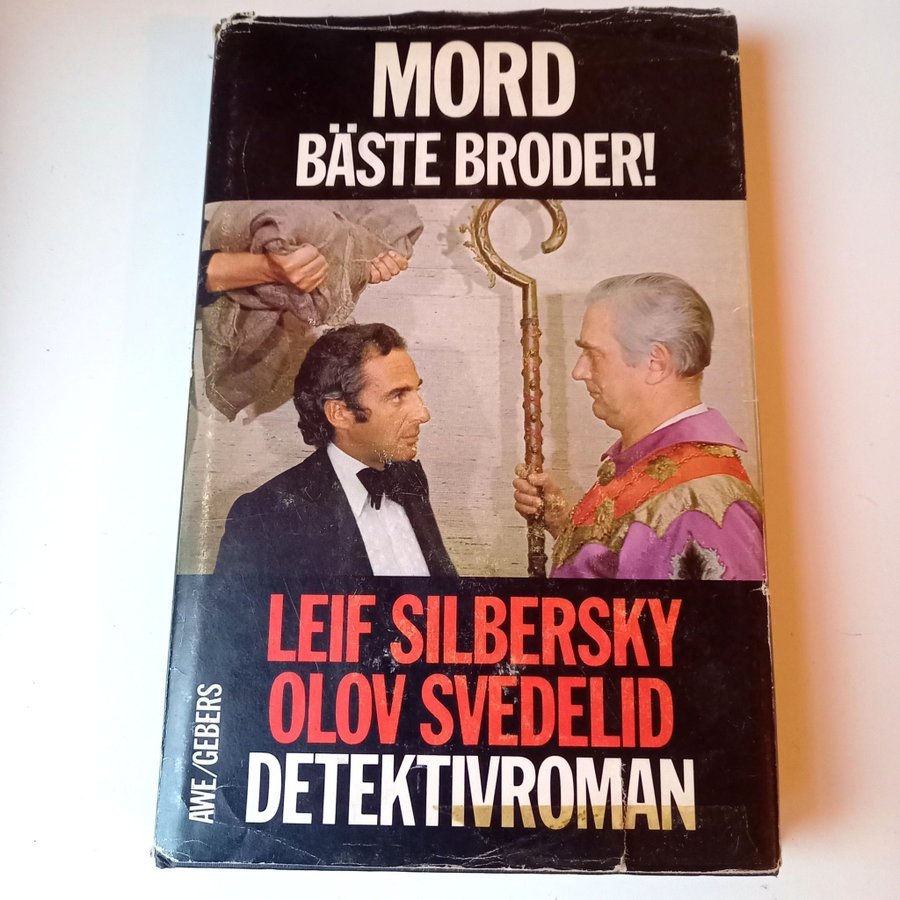 MORD
BÄSTE BRODER!
LEIF SILBERSKY
OLOV SVEDELID
DETEKTIVROMAN
AWE/GEBERS